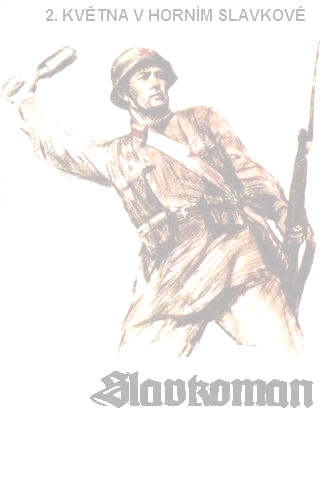 2. KVĚTNA V HORNÍM SLAVKOVĚ
Slavkoman